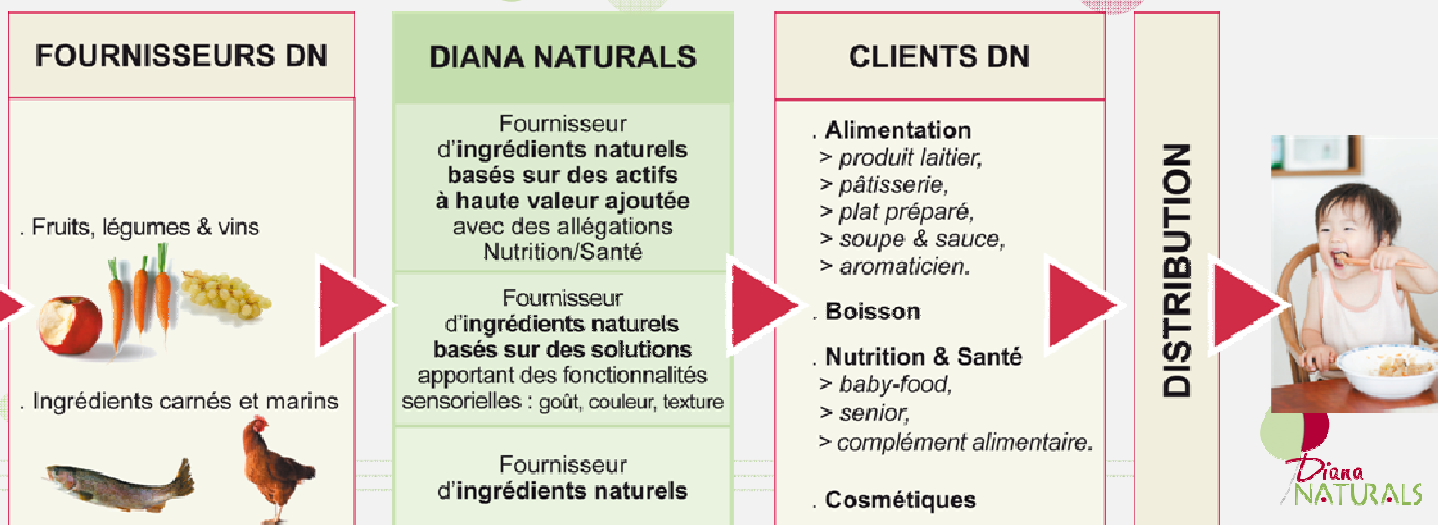 FOURNISSEURS DN
. Fruits, légumes & vins
. Ingrédients carnés et marins
DIANA NATURALS
Fournisseur
d'ingrédients naturels
basés sur des actifs
à haute valeur ajoutée
avec des allégations
Nutrition/Santé
Fournisseur
d'ingrédients naturels
basés sur des solutions
apportant des fonctionnalités
sensorielles : goût, couleur, texture
Fournisseur
d'ingrédients naturels
CLIENTS DN
. Alimentation
> produit laitier,
> pâtisserie,
> plat préparé,
> soupe & sauce,
> aromaticien.
. Boisson
. Nutrition & Santé
> baby-food,
> senior,
> complément alimentaire.
. Cosmétiques
DISTRIBUTION
Diana
NATURALS